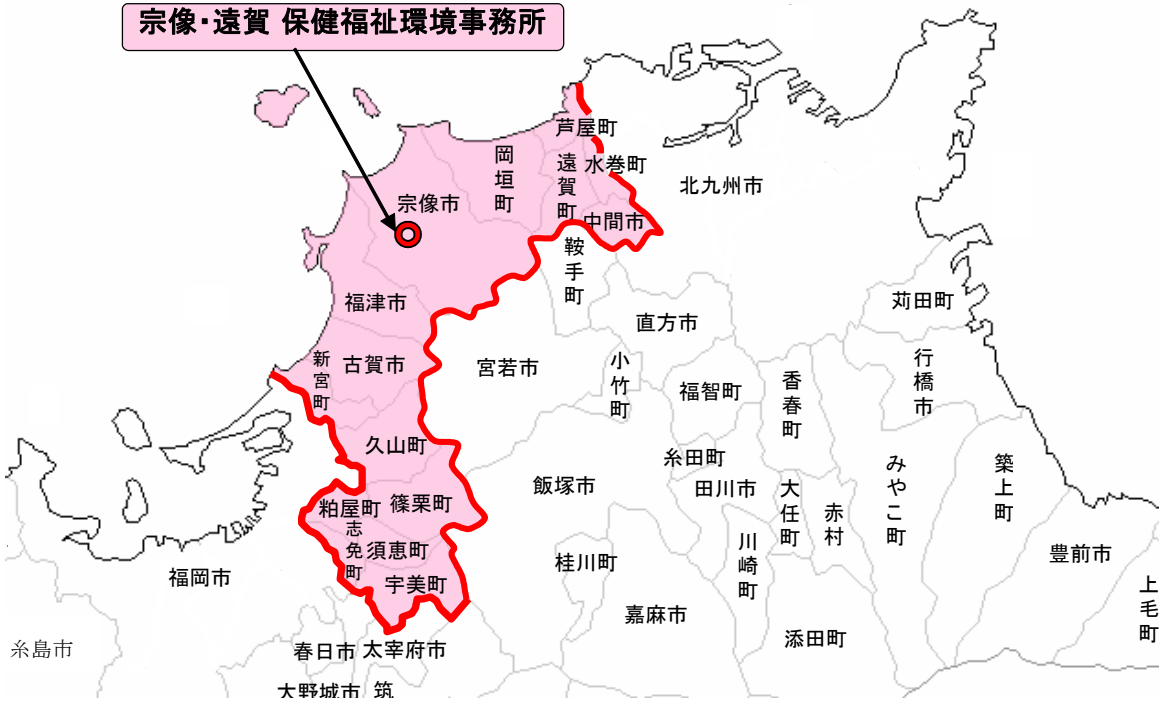 宗像・遠賀 保健福祉環境事務所
芦屋町
岡垣町
遠賀町
水巻町
北九州市
宗像市
中間市
鞍手町
福津市
苅田町
直方市
新宮町
古賀市
宮若市
小竹町
福智町
香春町
行橋市
久山町
糸田町
みやこ町
築上町
飯塚市
田川市
大任町
赤村
粕屋町
篠栗町
志免町
須恵町
川崎町
桂川町
豊前市
福岡市
宇美町
嘉麻市
上毛町
添田町
糸島市
春日市
太宰府市
大野城市
筑